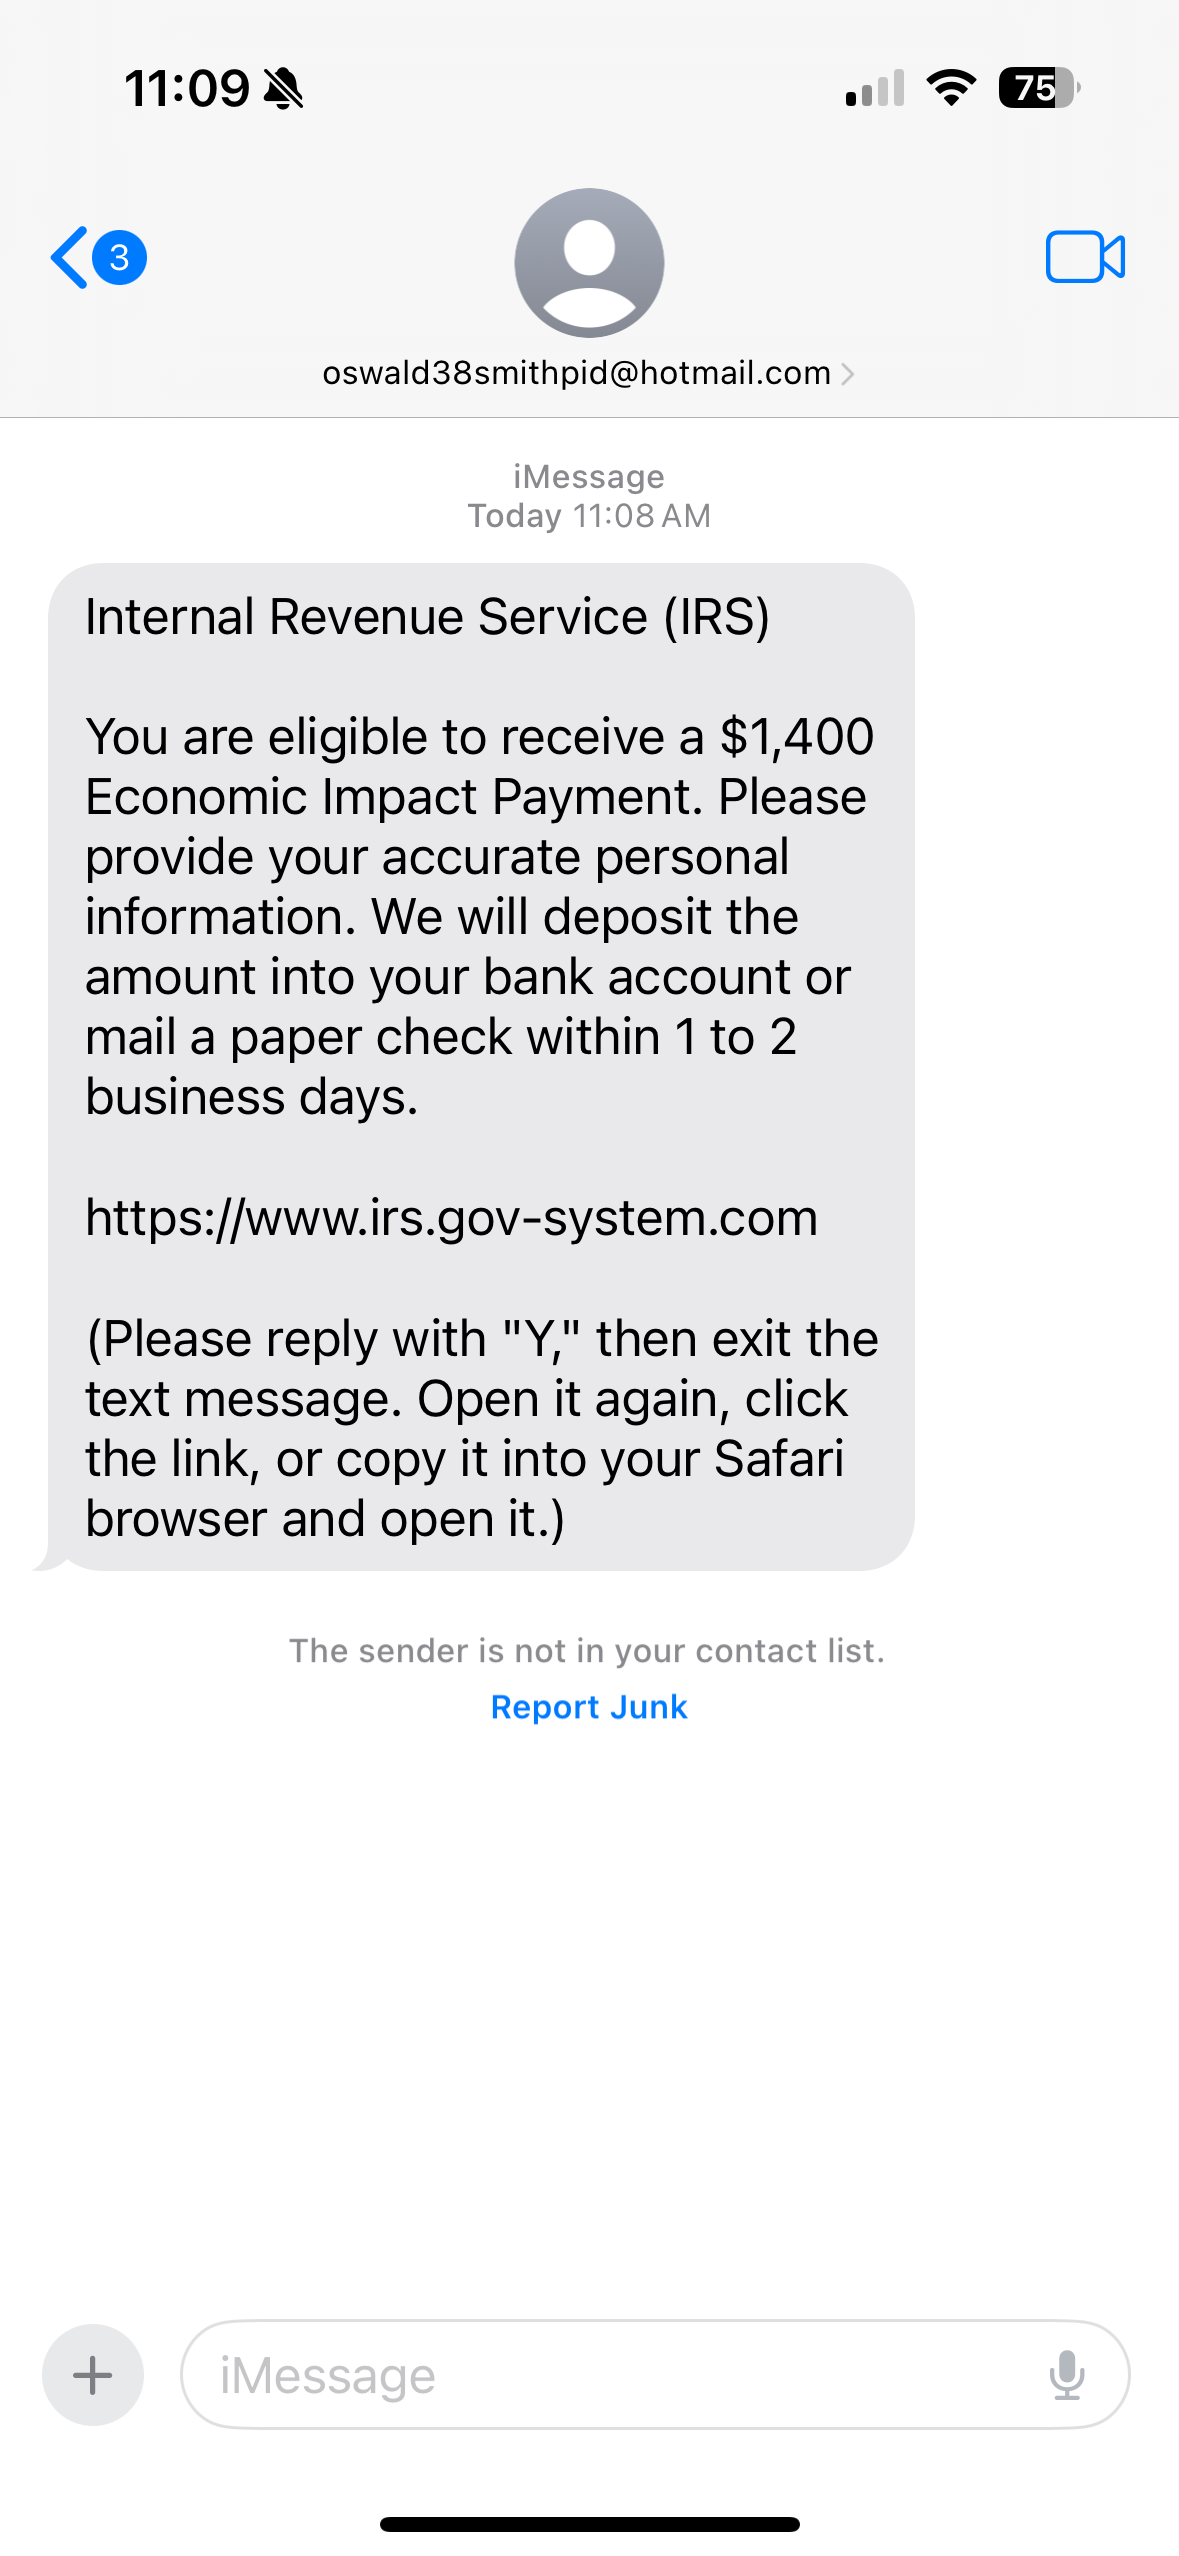 11:09
75
3
oswald38smithpid@hotmail.com
iMessage
Today 11:08 AM
Internal Revenue Service (IRS)
You are eligible to receive a $1,400
Economic Impact Payment. Please
provide your accurate personal
information. We will deposit the
amount into your bank account or
mail a paper check within 1 to 2
business days.
https://www.irs.gov-system.com
(Please reply with "Y," then exit the
text message. Open it again, click
the link, or copy it into your Safari
browser and open it.)
The sender is not in your contact list.
Report Junk
iMessage